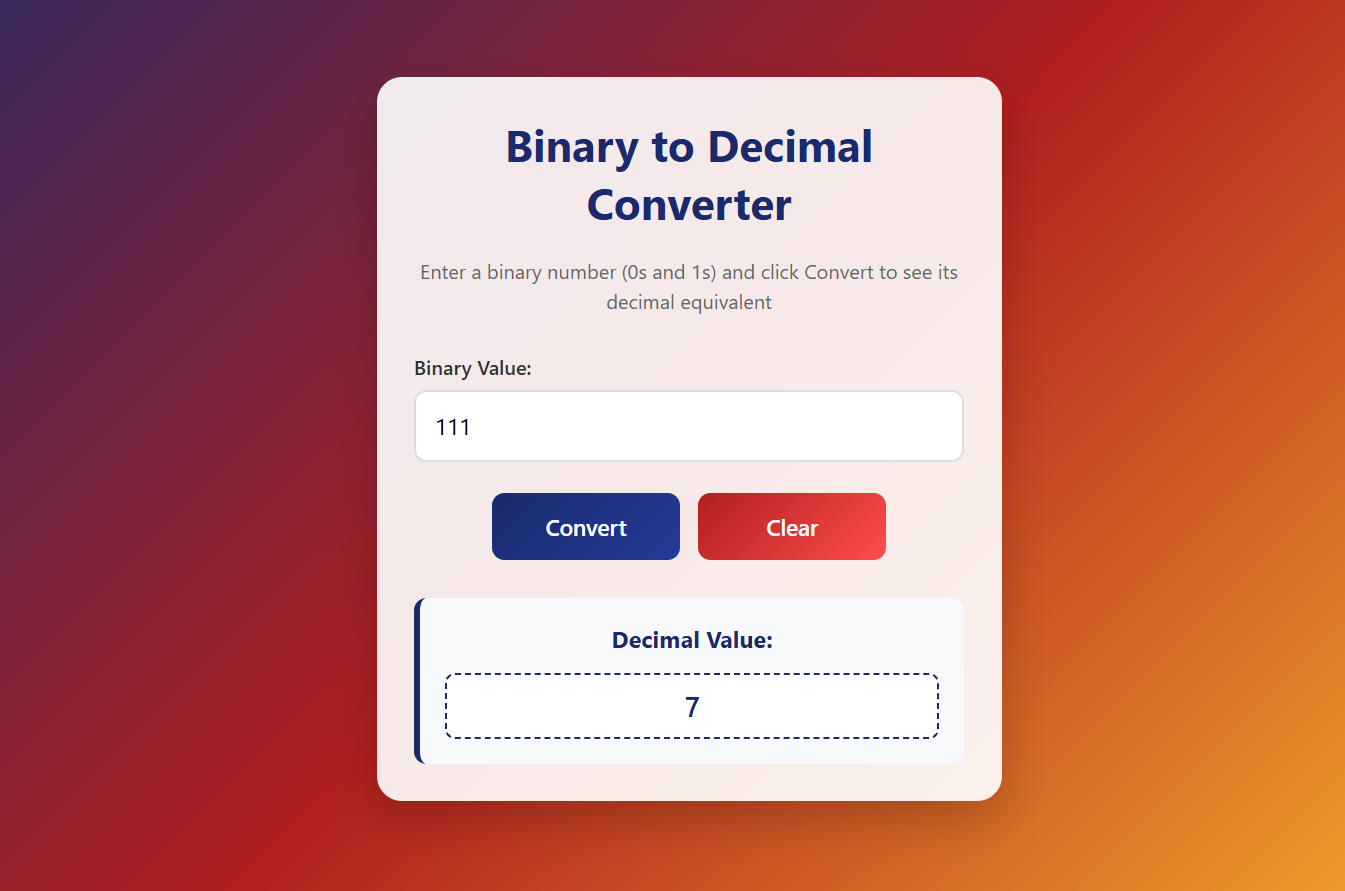 Binary to Decimal
Converter
Enter a binary number (0s and 1s) and click Convert to see its
decimal equivalent
Binary Value:
111
Convert
Clear
Decimal Value:
7